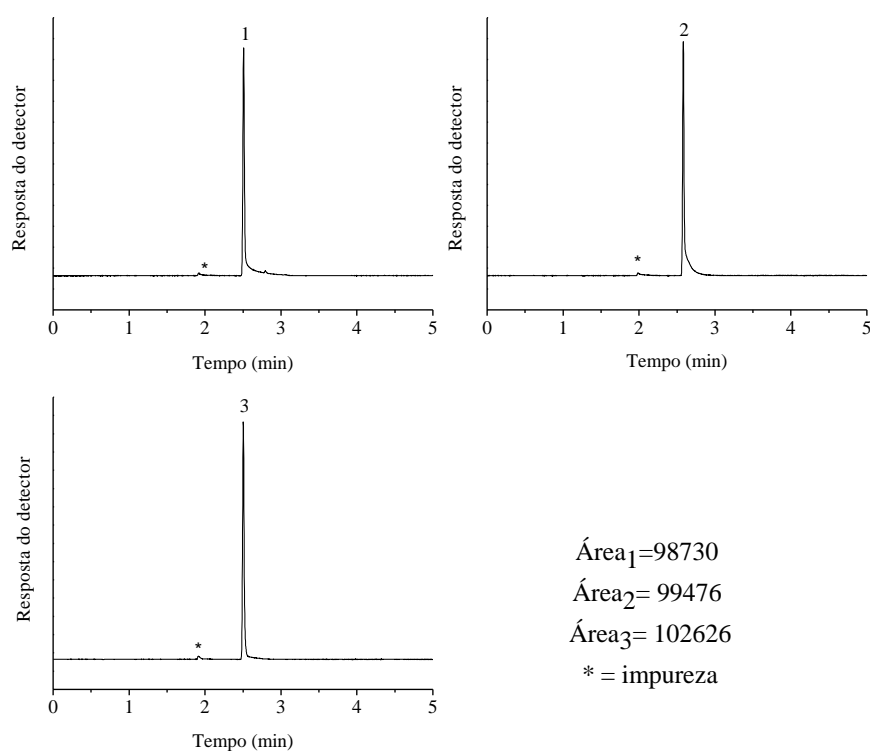 1
*
Resposta do detector
0 1 2 3 4 5
Tempo (min)
2
*
Resposta do detector
0 1 2 3 4 5
Tempo (min)
3
*
Resposta do detector
0 1 2 3 4 5
Tempo (min)
Área1=98730
Área2= 99476
Área3= 102626
* = impureza